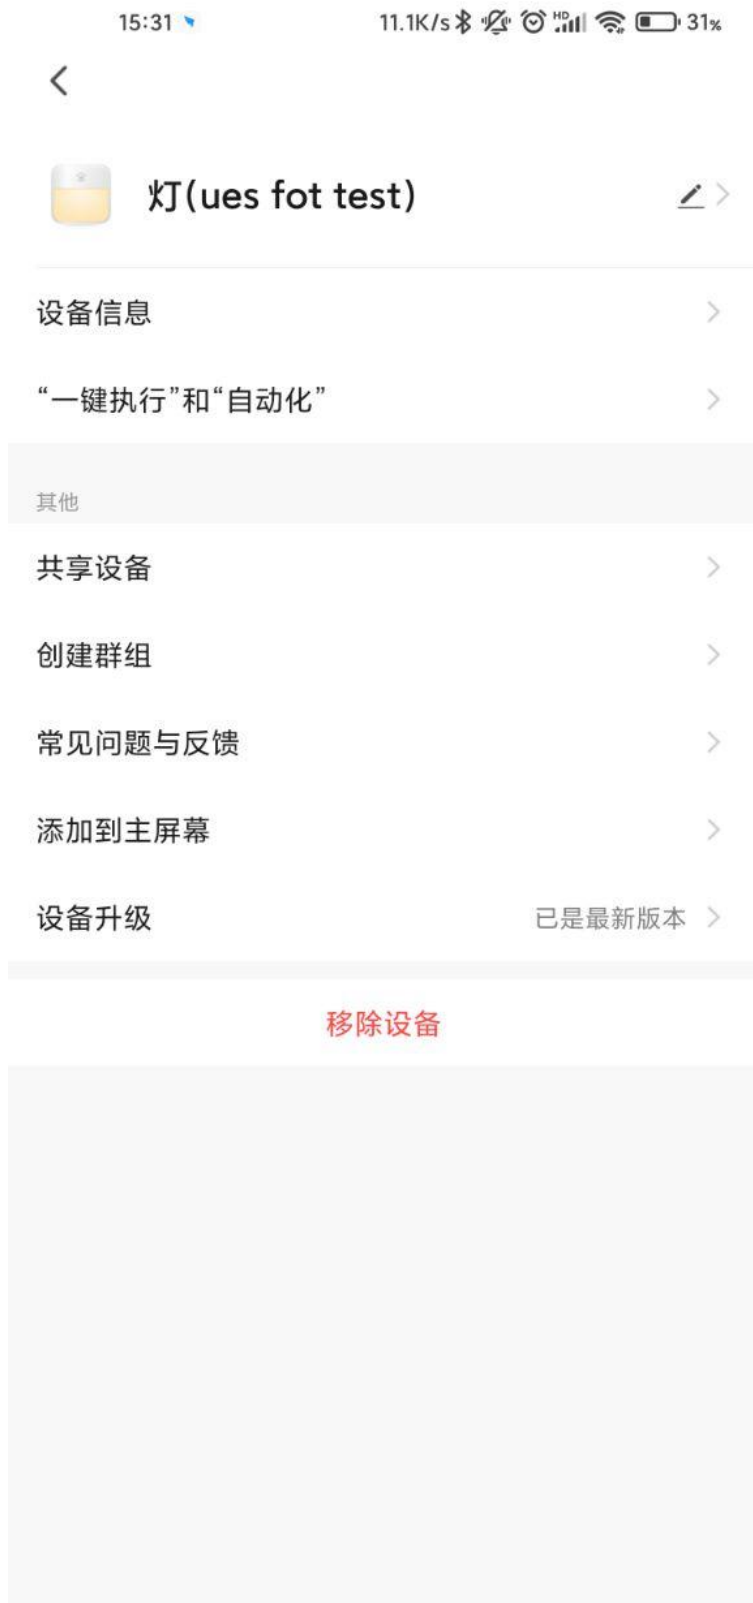 15:31 11.1K/s HD 31%
灯(ues fot test)
设备信息
“一键执行”和“自动化”
其他
共享设备
创建群组
常见问题与反馈
添加到主屏幕
设备升级 已是最新版本
移除设备